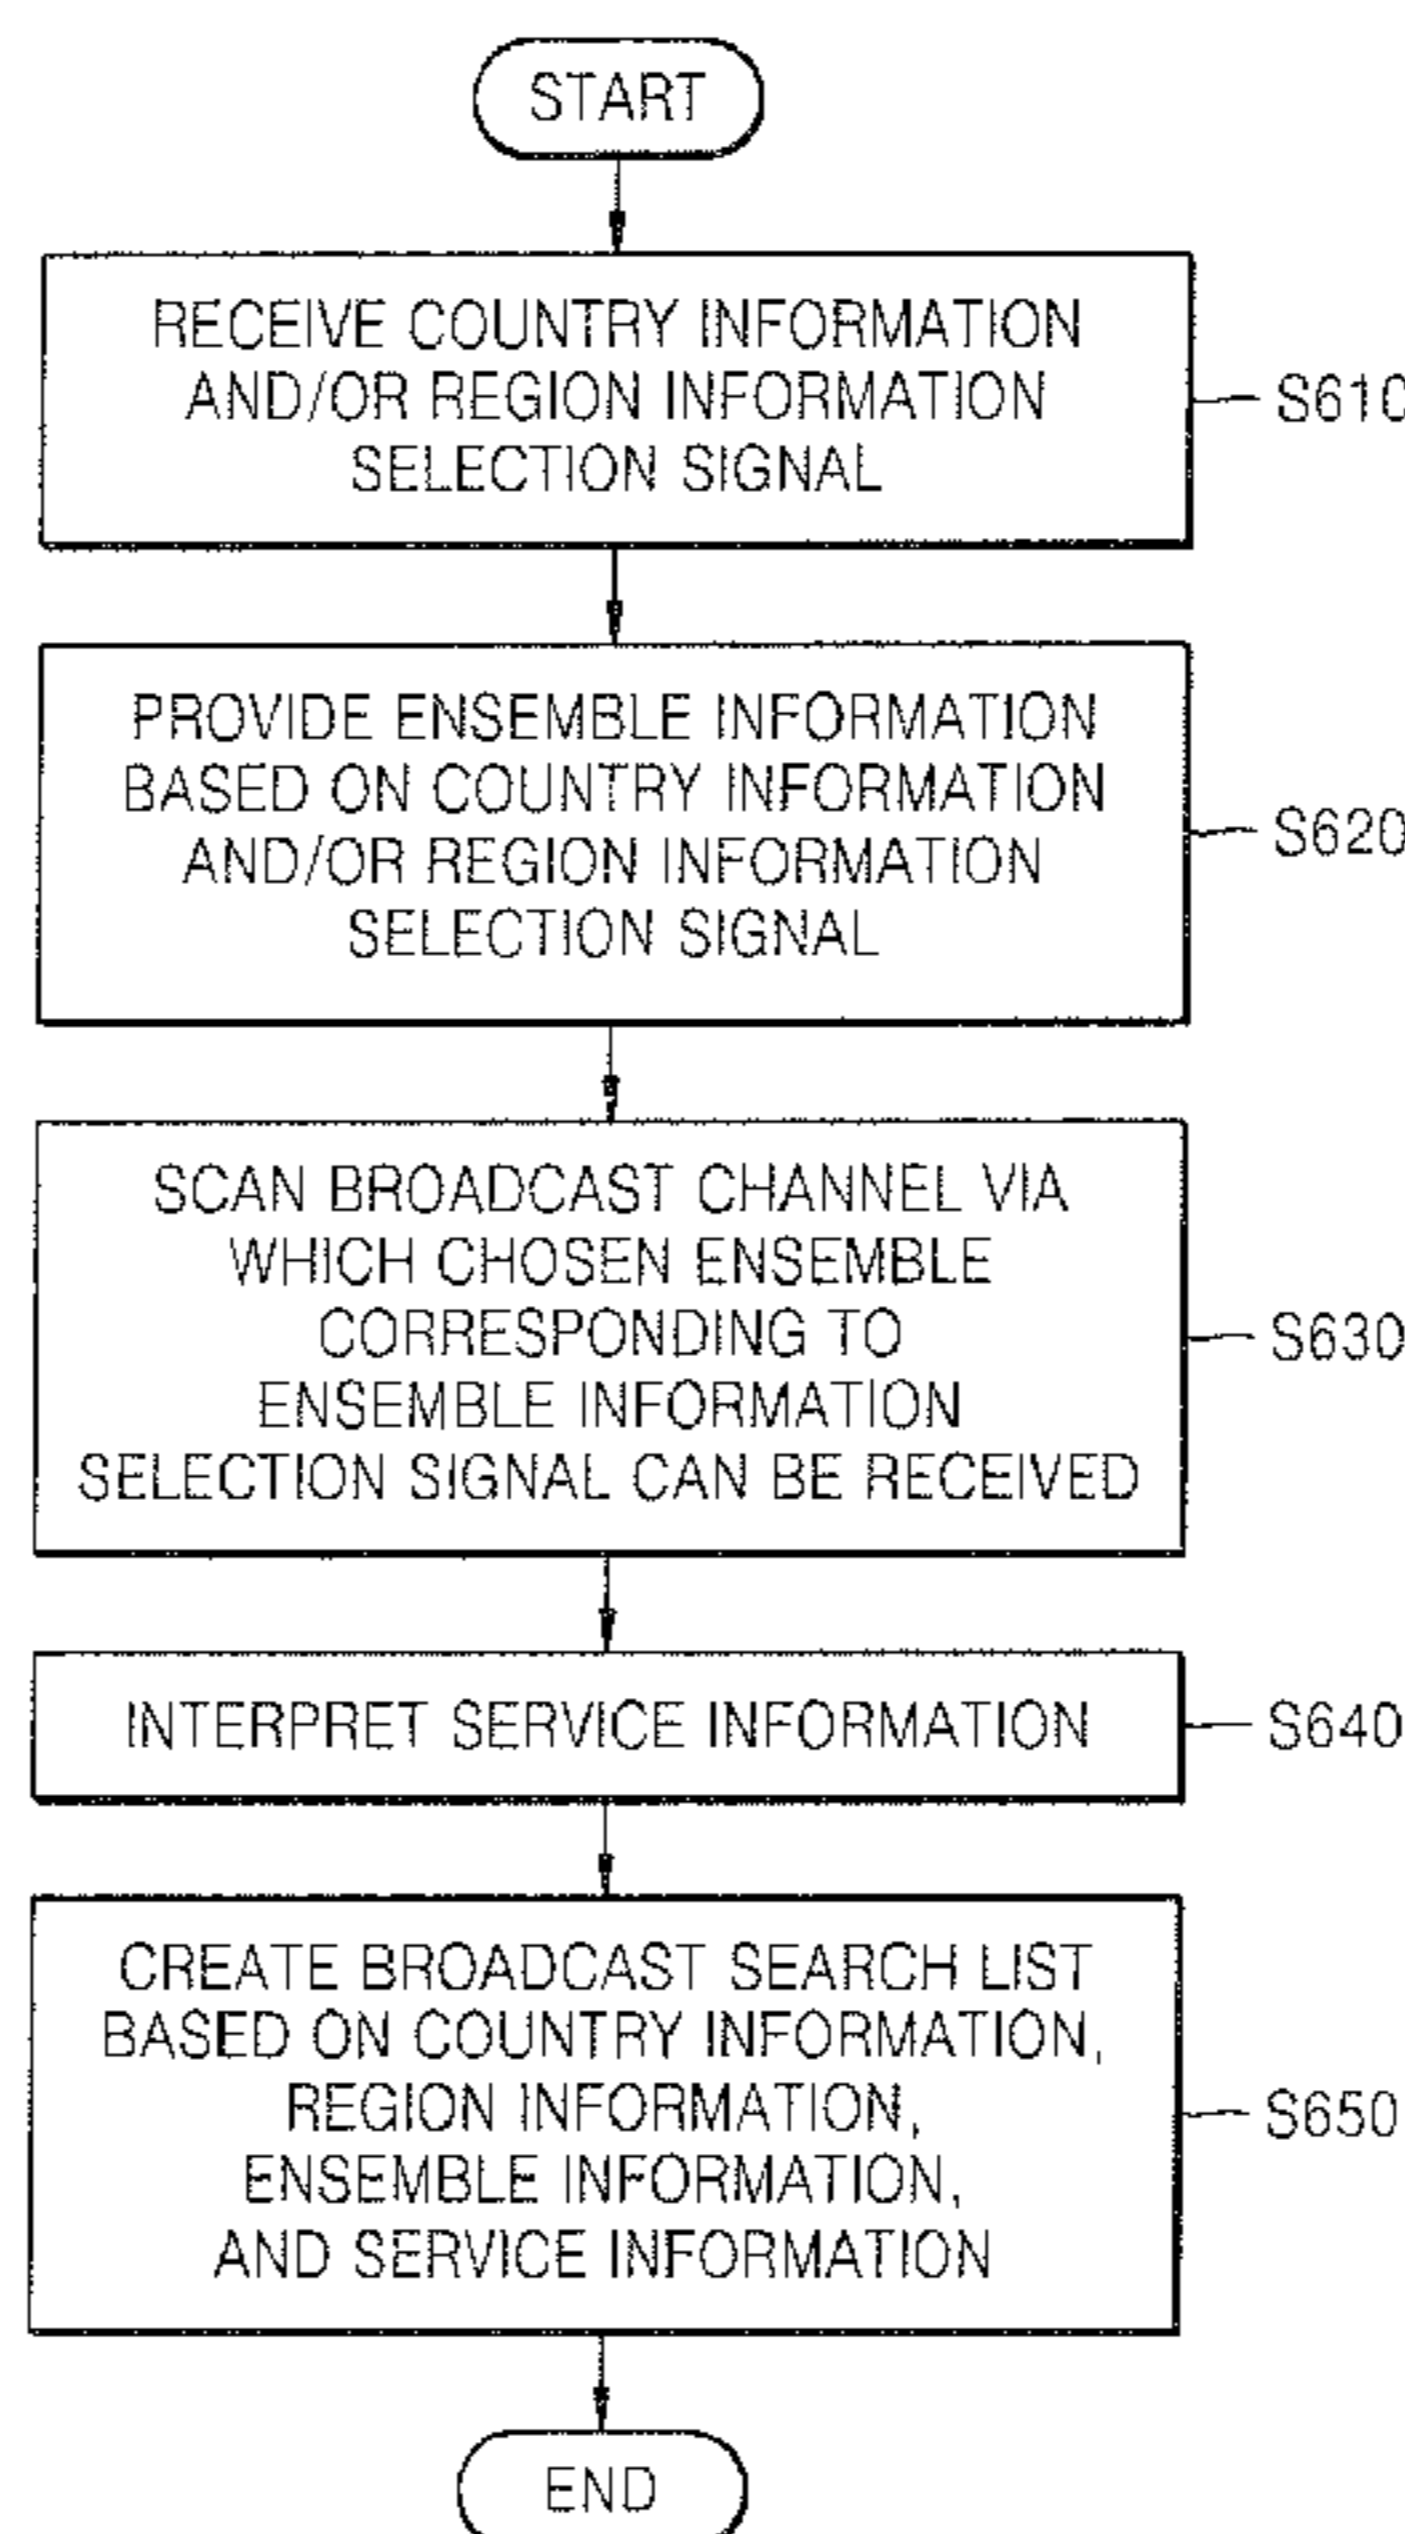 START
RECEIVE COUNTRY INFORMATION
AND/OR REGION INFORMATION
SELECTION SIGNAL
S610
PROVIDE ENSEMBLE INFORMATION
BASED ON COUNTRY INFORMATION
AND/OR REGION INFORMATION
SELECTION SIGNAL
S620
SCAN BROADCAST CHANNEL VIA
WHICH CHOSEN ENSEMBLE
CORRESPONDING TO
ENSEMBLE INFORMATION
SELECTION SIGNAL CAN BE RECEIVED
S630
INTERPRET SERVICE INFORMATION
S640
CREATE BROADCAST SEARCH LIST
BASED ON COUNTRY INFORMATION,
REGION INFORMATION,
ENSEMBLE INFORMATION,
AND SERVICE INFORMATION
S650
END